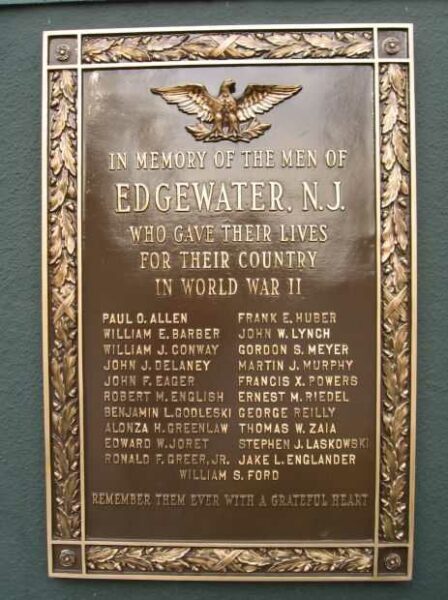 IN MEMORY OF THE MEN OF
EDGEWATER, N.J.
WHO GAVE THEIR LIVES
FOR THEIR COUNTRY
IN WORLD WAR II
PAUL O. ALLEN
WILLIAM E. BARBER
WILLIAM J. CONWAY
JOHN J. DELANEY
JOHN F. EAGER
ROBERT M. ENGLISH
BENJAMIN L. GODLESKI
ALONZA H. GREENLAW
EDWARD W. JORET
RONALD F. GREER, JR.
FRANK E. HUBER
JOHN W. LYNCH
GORDON S. MEYER
MARTIN J. MURPHY
FRANCIS X. POWERS
ERNEST M. RIEDEL
GEORGE REILLY
THOMAS W. ZAIA
STEPHEN J. LASKOWSKI
JAKE L. ENGLANDER
WILLIAM S. FORD
REMEMBER THEM EVER WITH A GRATEFUL HEART